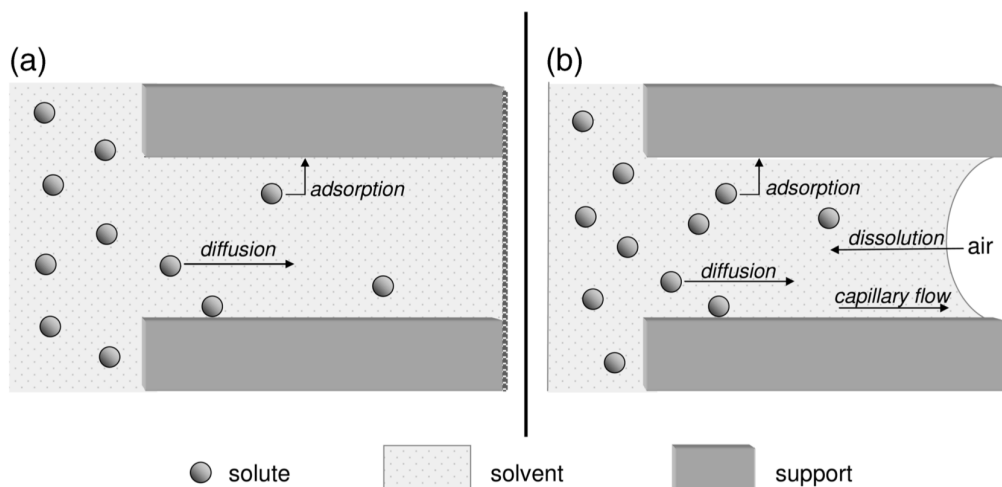 (a)
adsorption
diffusion
(b)
adsorption
dissolution
air
diffusion
capillary flow
solute
solvent
support